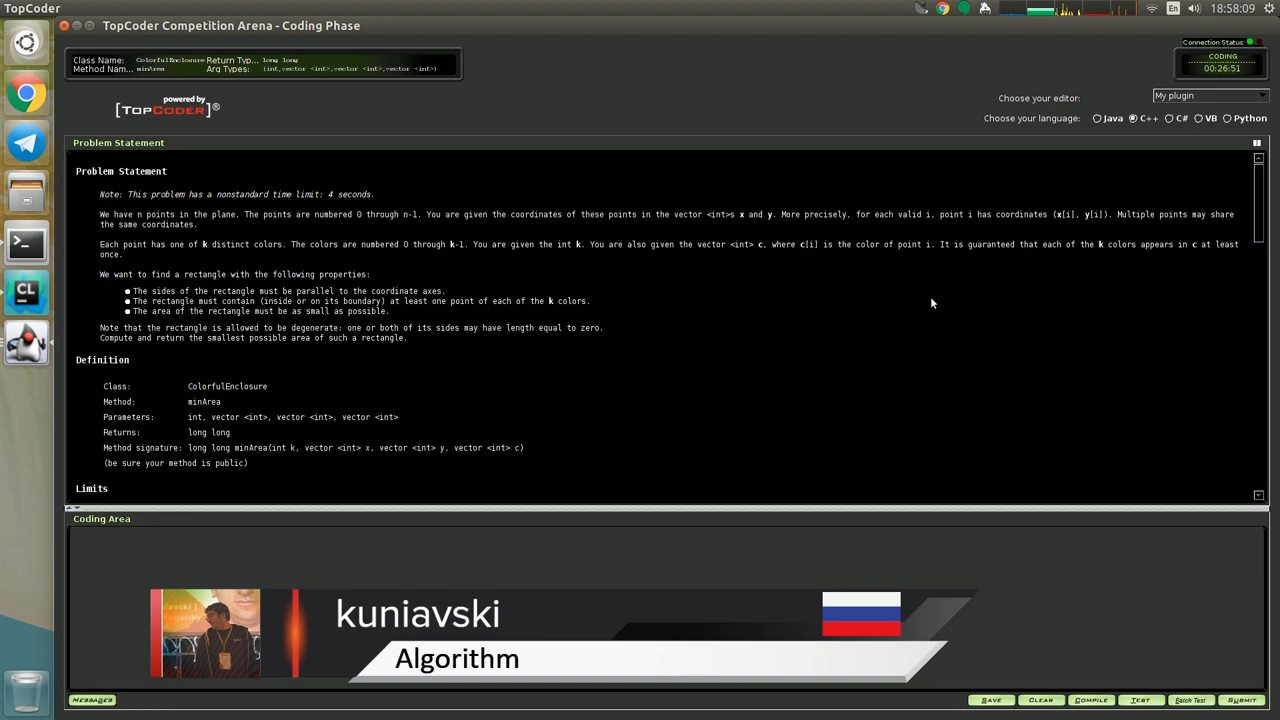 TopCoder
En 18:58:09
TopCoder Competition Arena - Coding Phase
Connection Status:
Class Name: ColorfulEnclosure Return Typ... long long
Method Nam... minArea Arg Types: (int,vector <int>,vector <int>,vector <int>)
CODING
00:26:51
powered by
[TOPCODER]®
Choose your editor: My plugin
Choose your language: Java C++ C# VB Python
Problem Statement
Problem Statement
Note: This problem has a nonstandard time limit: 4 seconds.
We have n points in the plane. The points are numbered 0 through n-1. You are given the coordinates of these points in the vector <int>s x and y. More precisely, for each valid i, point i has coordinates (x[i], y[i]). Multiple points may share
the same coordinates.
Each point has one of k distinct colors. The colors are numbered 0 through k-1. You are given the int k. You are also given the vector <int> c, where c[i] is the color of point i. It is guaranteed that each of the k colors appears in c at least
once.
We want to find a rectangle with the following properties:
● The sides of the rectangle must be parallel to the coordinate axes.
● The rectangle must contain (inside or on its boundary) at least one point of each of the k colors.
● The area of the rectangle must be as small as possible.
Note that the rectangle is allowed to be degenerate: one or both of its sides may have length equal to zero.
Compute and return the smallest possible area of such a rectangle.
Definition
Class: ColorfulEnclosure
Method: minArea
Parameters: int, vector <int>, vector <int>, vector <int>
Returns: long long
Method signature: long long minArea(int k, vector <int> x, vector <int> y, vector <int> c)
(be sure your method is public)
Limits
Coding Area
kuniavski
Algorithm
MESSAGES
SAVE CLEAR COMPILE TEST Batch Test SUBMIT